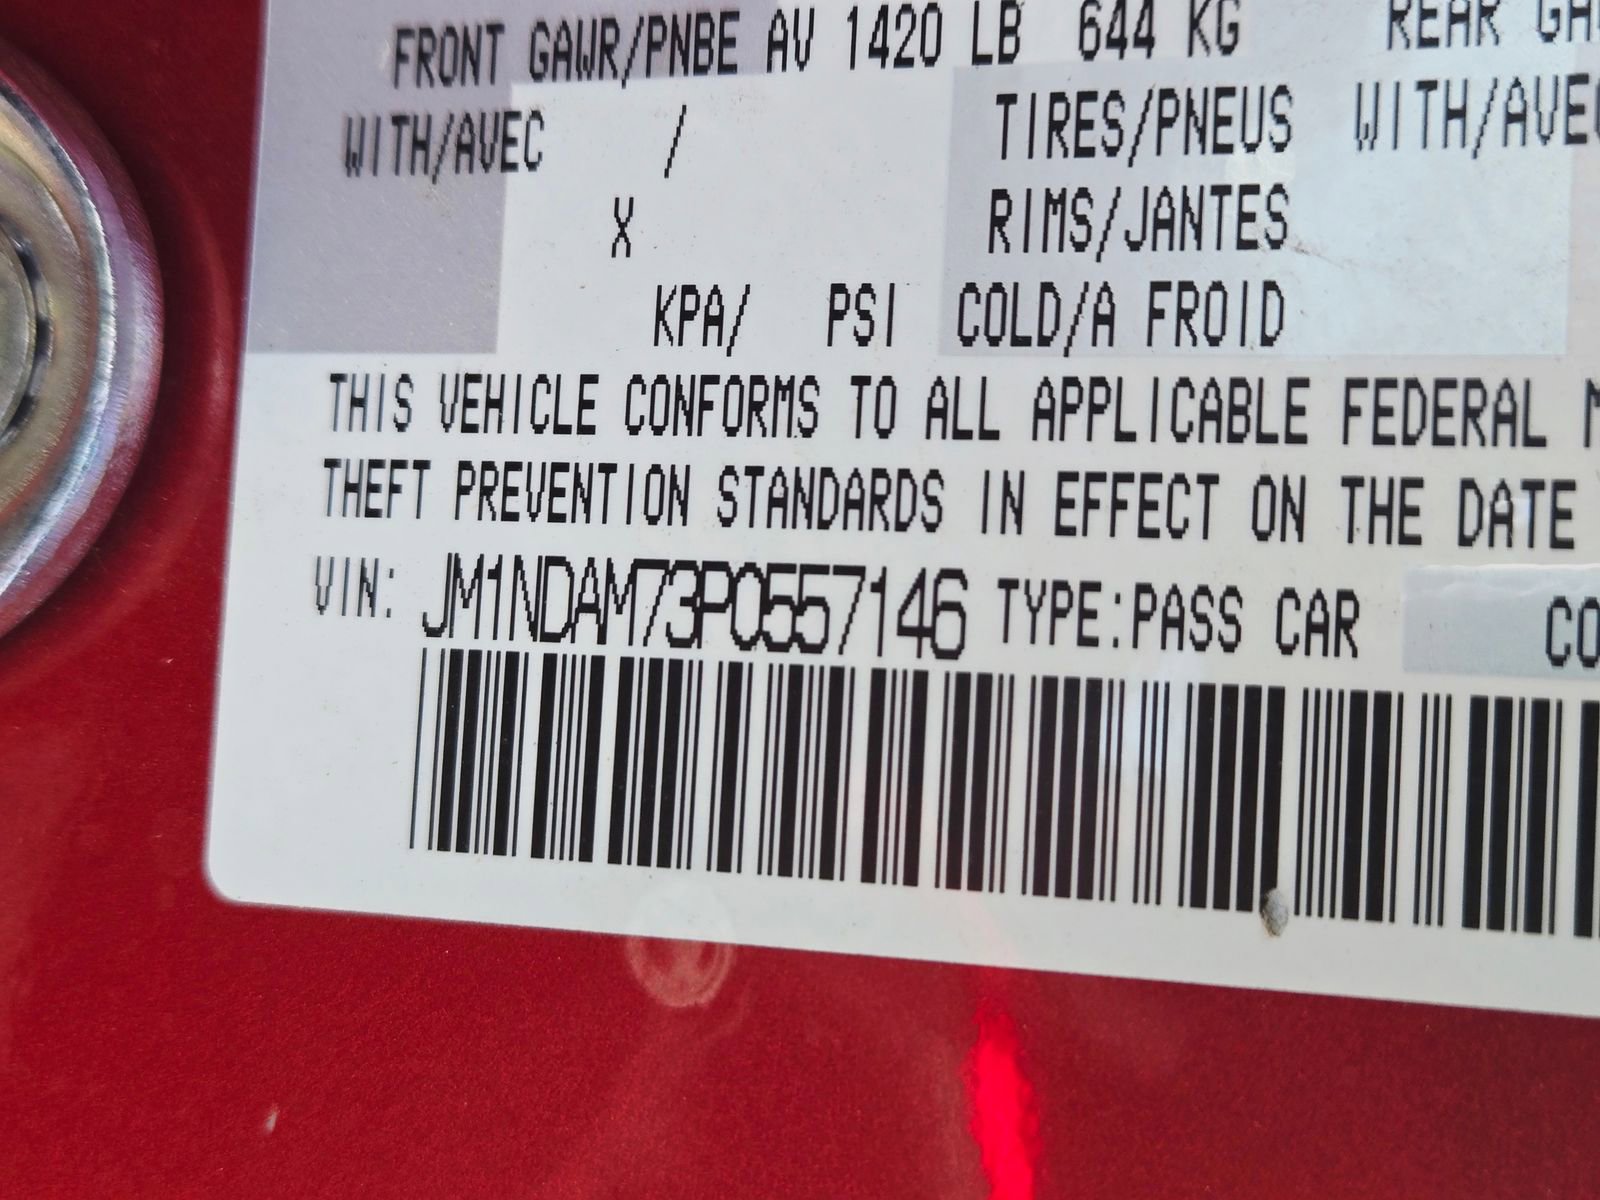 FRONT GAWR/PNBE AV 1420 LB 644 KG REAR
WITH/AVEC / TIRES/PNEUS WITH/AVEC
X RIMS/JANTES
KPA/ PSI COLD/A FROID
THIS VEHICLE CONFORMS TO ALL APPLICABLE FEDERAL
THEFT PREVENTION STANDARDS IN EFFECT ON THE DATE
VIN: JM1NDAM73P0557146 TYPE:PASS CAR CO